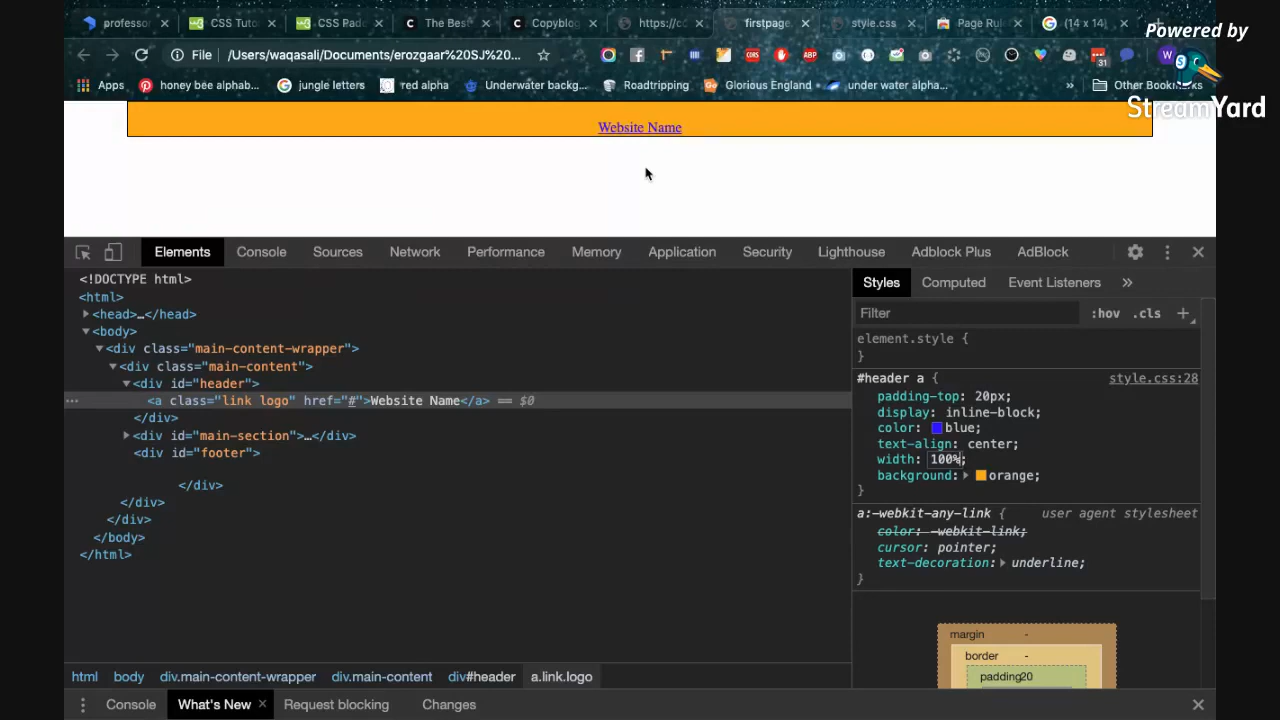 professor
CSS Tuto
CSS Pad
The Bes
Copyblog
https://c
firstpage.
style.css
Page Ru
(14 x 14)
Powered by
StreamYard
File /Users/waqasali/Documents/erozgaar%20SJ%20...
Apps
honey bee alphab...
jungle letters
red alpha
Underwater backg...
Roadtripping
Glorious England
under water alpha...
»
Other Bookmarks
Website Name
Elements Console Sources Network Performance Memory Application Security Lighthouse Adblock Plus AdBlock
<!DOCTYPE html>
<html>
<head>…</head>
<body>
<div class="main-content-wrapper">
<div class="main-content">
<div id="header">
<a class="link logo" href="#">Website Name</a> == $0
</div>
<div id="main-section">…</div>
<div id="footer">
</div>
</div>
</div>
</body>
</html>
Styles Computed Event Listeners »
Filter :hov .cls +
element.style {
}
#header a { style.css:28
padding-top: 20px;
display: inline-block;
color: blue;
text-align: center;
width: 100%;
background: orange;
}
a:-webkit-any-link { user agent stylesheet
color: -webkit-link;
cursor: pointer;
text-decoration: underline;
}
margin -
border -
padding20
html body div.main-content-wrapper div.main-content div#header a.link.logo
Console What's New Request blocking Changes